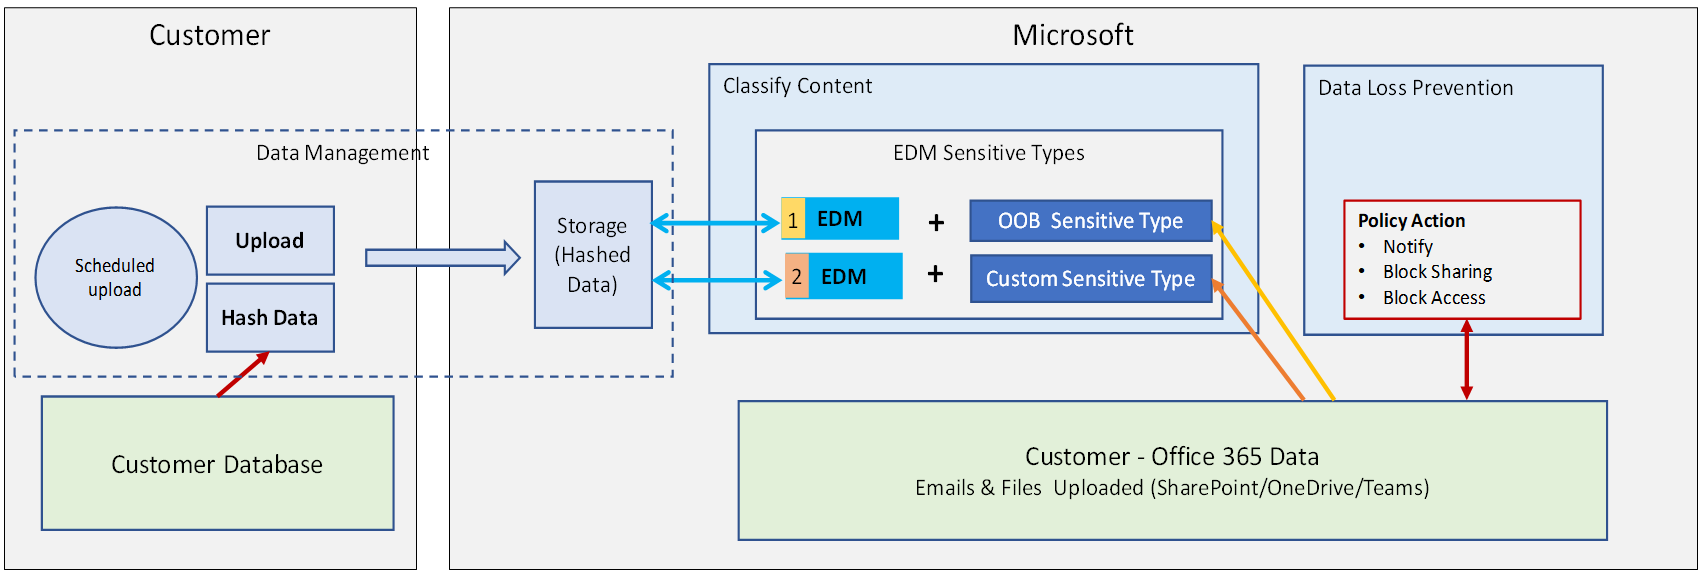 Customer
Data Management
Scheduled
upload
Upload
Hash Data
Customer Database
Microsoft
Storage
(Hashed
Data)
Classify Content
EDM Sensitive Types
1 EDM + OOB Sensitive Type
2 EDM + Custom Sensitive Type
Data Loss Prevention
Policy Action
• Notify
• Block Sharing
• Block Access
Customer - Office 365 Data
Emails & Files Uploaded (SharePoint/OneDrive/Teams)